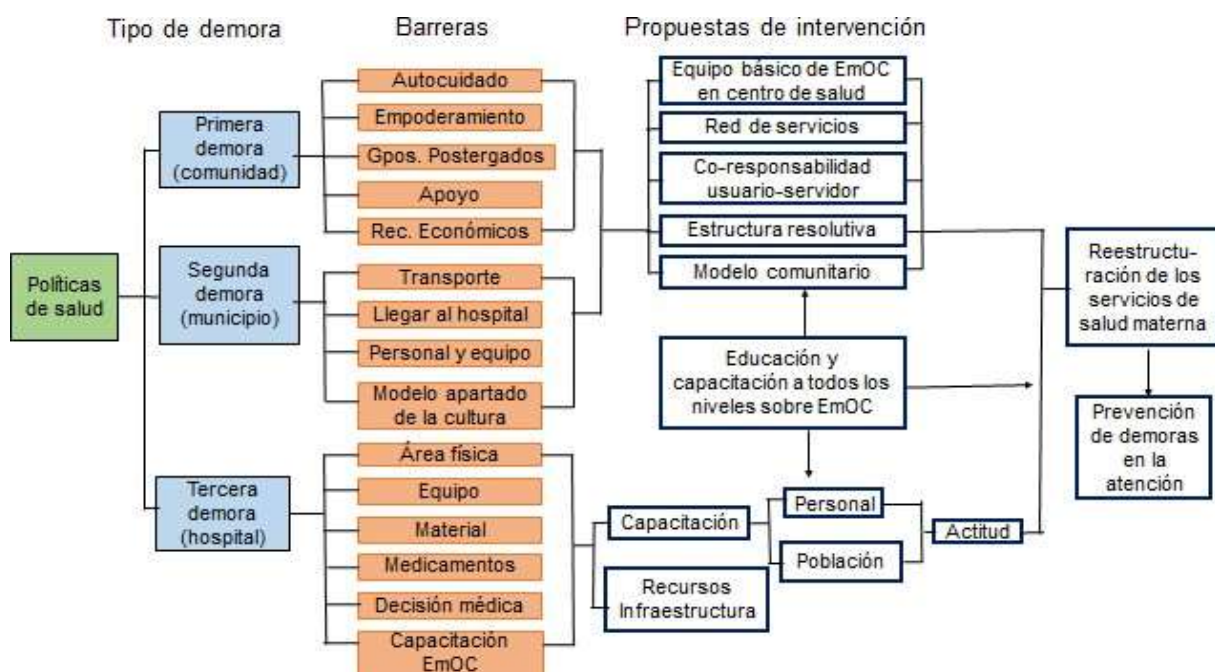 Tipo de demora
Barreras
Propuestas de intervención
Políticas
de salud
Primera
demora
(comunidad)
Segunda
demora
(municipio)
Tercera
demora
(hospital)
Autocuidado
Empoderamiento
Gpos. Postergados
Apoyo
Rec. Económicos
Transporte
Llegar al hospital
Personal y equipo
Modelo apartado
de la cultura
Área física
Equipo
Material
Medicamentos
Decisión médica
Capacitación
EmOC
Equipo básico de EmOC
en centro de salud
Red de servicios
Co-responsabilidad
usuario-servidor
Estructura resolutiva
Modelo comunitario
Educación y
capacitación a todos los
niveles sobre EmOC
Capacitación
Recursos
Infraestructura
Personal
Población
Actitud
Reestructu-
ración de los
servicios de
salud materna
Prevención
de demoras
en la
atención